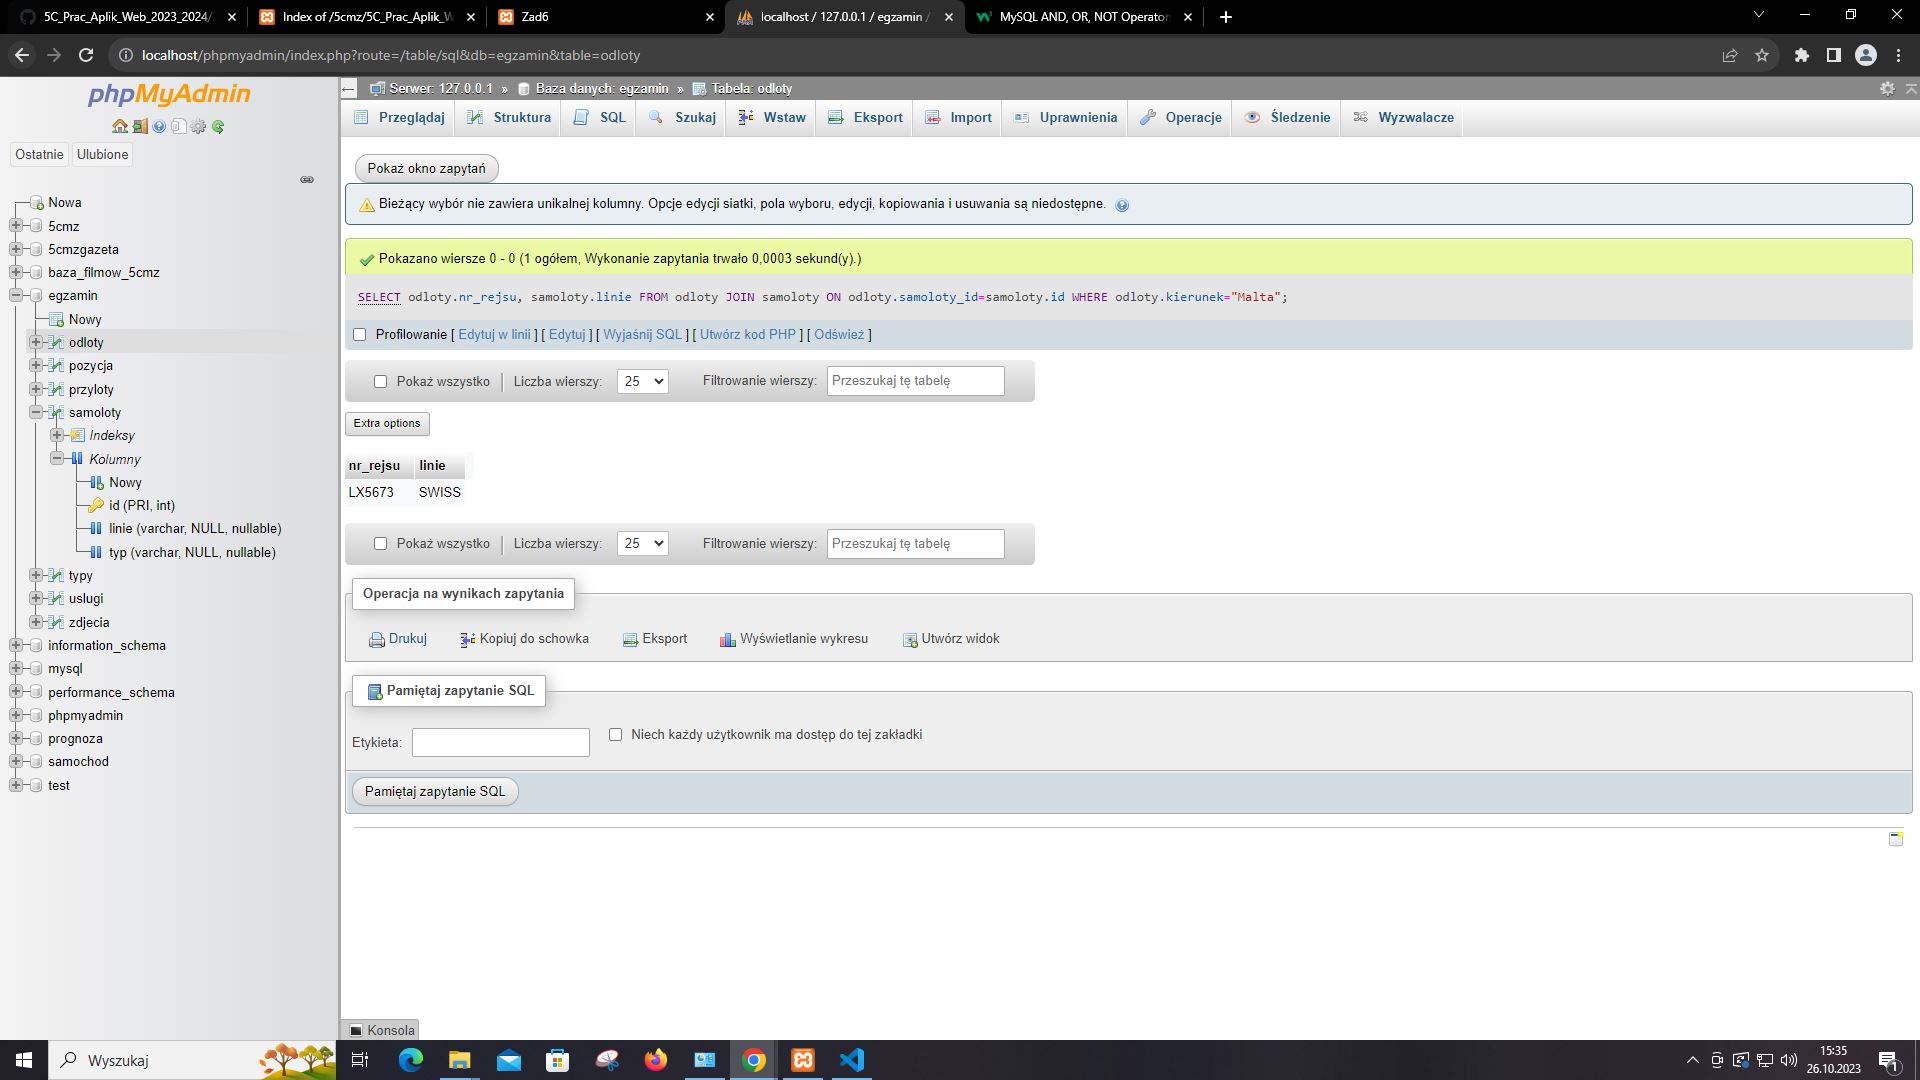 5C_Prac_Aplik_Web_2023_2024/
Index of /5cmz/5C_Prac_Aplik_W
Zad6
localhost / 127.0.0.1 / egzamin /
MySQL AND, OR, NOT Operator
localhost/phpmyadmin/index.php?route=/table/sql&db=egzamin&table=odloty
phpMyAdmin
Ostatnie
Ulubione
Nowa
5cmz
5cmzgazeta
baza_filmow_5cmz
egzamin
Nowy
odloty
pozycja
przyloty
samoloty
Indeksy
Kolumny
Nowy
id (PRI, int)
linie (varchar, NULL, nullable)
typ (varchar, NULL, nullable)
typy
uslugi
zdjecia
information_schema
mysql
performance_schema
phpmyadmin
prognoza
samochod
test
Serwer: 127.0.0.1 » Baza danych: egzamin » Tabela: odloty
Przeglądaj Struktura SQL Szukaj Wstaw Eksport Import Uprawnienia Operacje Śledzenie Wyzwalacze
Pokaż okno zapytań
Bieżący wybór nie zawiera unikalnej kolumny. Opcje edycji siatki, pola wyboru, edycji, kopiowania i usuwania są niedostępne.
Pokazano wiersze 0 - 0 (1 ogółem, Wykonanie zapytania trwało 0,0003 sekund(y).)
SELECT odloty.nr_rejsu, samoloty.linie FROM odloty JOIN samoloty ON odloty.samoloty_id=samoloty.id WHERE odloty.kierunek="Malta";
Profilowanie [ Edytuj w linii ] [ Edytuj ] [ Wyjaśnij SQL ] [ Utwórz kod PHP ] [ Odśwież ]
Pokaż wszystko Liczba wierszy: 25 Filtrowanie wierszy: Przeszukaj tę tabelę
Extra options
nr_rejsu linie
LX5673 SWISS
Pokaż wszystko Liczba wierszy: 25 Filtrowanie wierszy: Przeszukaj tę tabelę
Operacja na wynikach zapytania
Drukuj Kopiuj do schowka Eksport Wyświetlanie wykresu Utwórz widok
Pamiętaj zapytanie SQL
Etykieta: Niech każdy użytkownik ma dostęp do tej zakładki
Pamiętaj zapytanie SQL
Konsola
Wyszukaj
15:35
26.10.2023
1